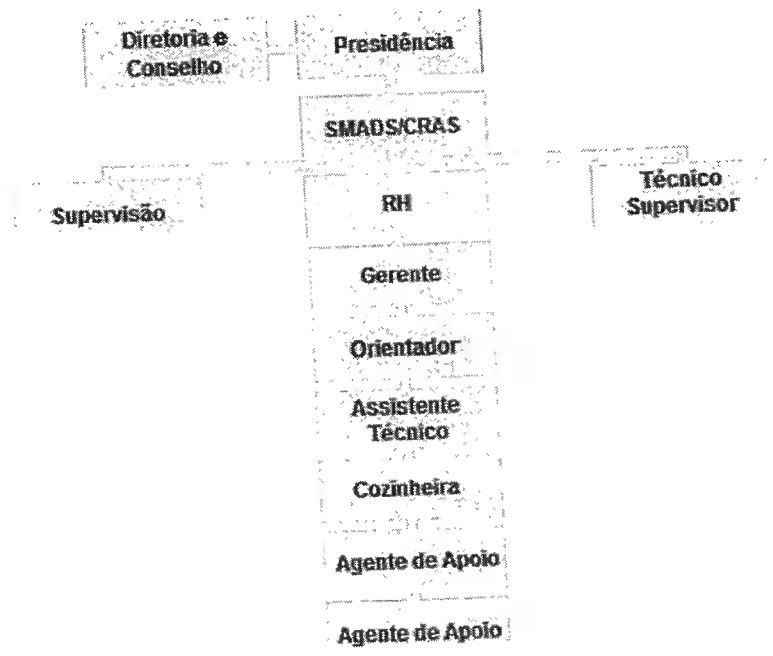 Diretoria e
Conselho
Presidência
SMADS/CRAS
Supervisão
RH
Técnico
Supervisor
Gerente
Orientador
Assistente
Técnico
Cozinheira
Agente de Apoio
Agente de Apoio